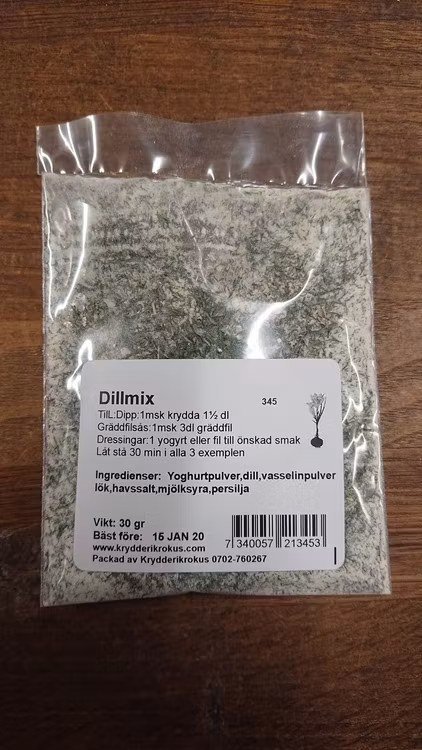 Dillmix
345
TilL:Dipp:1msk krydda 1½ dl
Gräddfilsås:1msk 3dl gräddfil
Dressingar:1 yogyrt eller fil till önskad smak
Låt stå 30 min i alla 3 exemplen
Ingredienser: Yoghurtpulver,dill,vasselinpulver
lök,havssalt,mjölksyra,persilja
Vikt: 30 gr
Bäst före: 15 JAN 20
www.krydderikrokus.com
Packad av Krydderikrokus 0702-760267
7 340057 213453